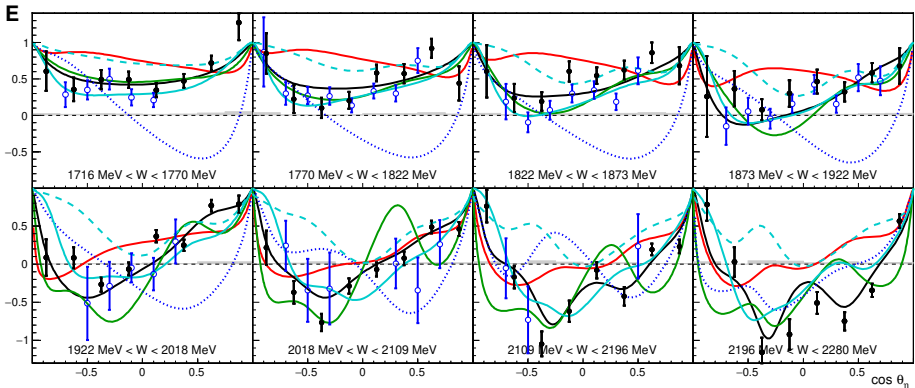 E
1
0.5
0
−0.5
1716 MeV < W < 1770 MeV
1770 MeV < W < 1822 MeV
1822 MeV < W < 1873 MeV
1873 MeV < W < 1922 MeV
0.5
0
−0.5
−1
1922 MeV < W < 2018 MeV
2018 MeV < W < 2109 MeV
2109 MeV < W < 2196 MeV
2196 MeV < W < 2280 MeV
−0.5 0 0.5 −0.5 0 0.5 −0.5 0 0.5 −0.5 0 0.5
cos θn